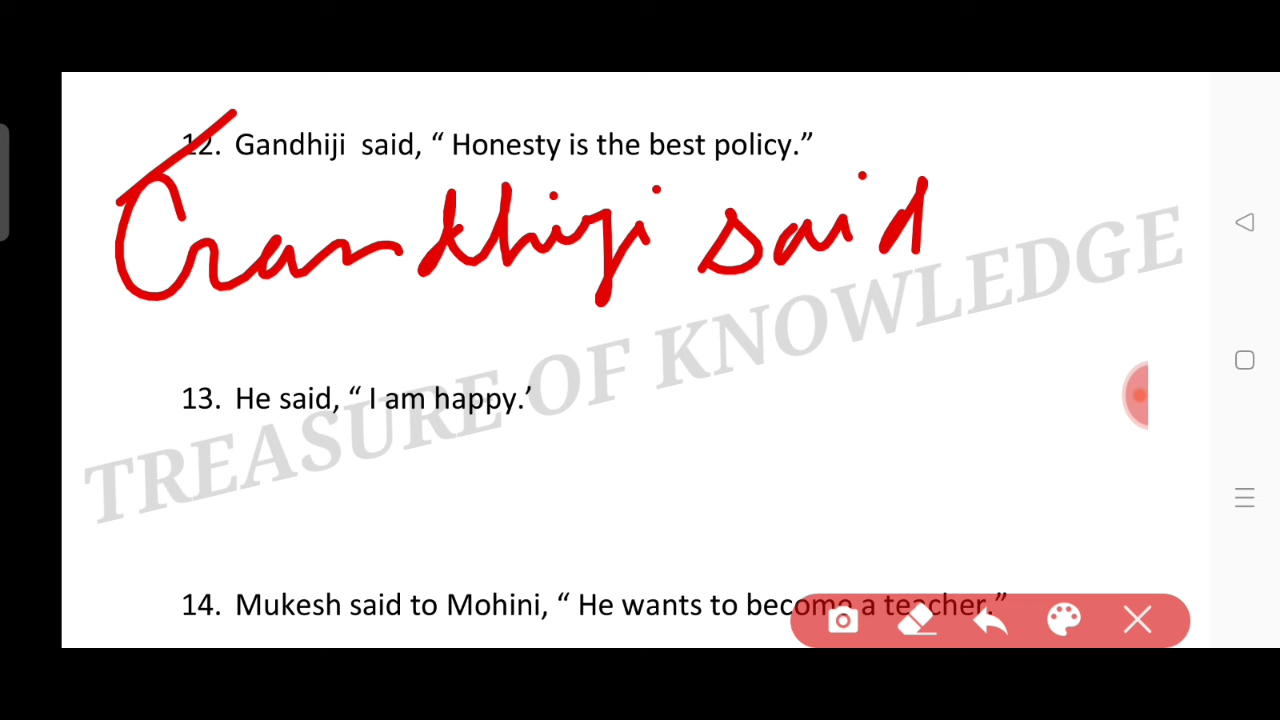 12. Gandhiji said, “ Honesty is the best policy.”
Gandhiji said
TREASURE OF KNOWLEDGE
13. He said, “ I am happy.’
14. Mukesh said to Mohini, “ He wants to become a teacher.”